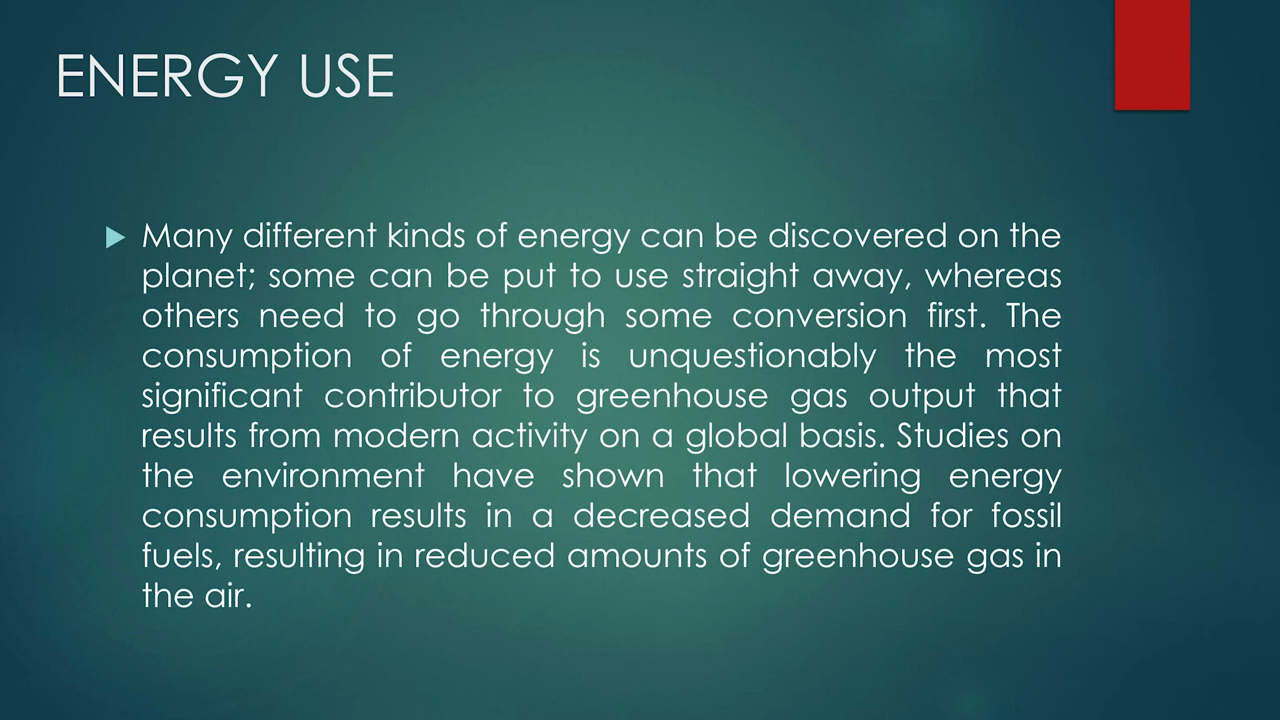 ENERGY USE
Many different kinds of energy can be discovered on the
planet; some can be put to use straight away, whereas
others need to go through some conversion first. The
consumption of energy is unquestionably the most
significant contributor to greenhouse gas output that
results from modern activity on a global basis. Studies on
the environment have shown that lowering energy
consumption results in a decreased demand for fossil
fuels, resulting in reduced amounts of greenhouse gas in
the air.